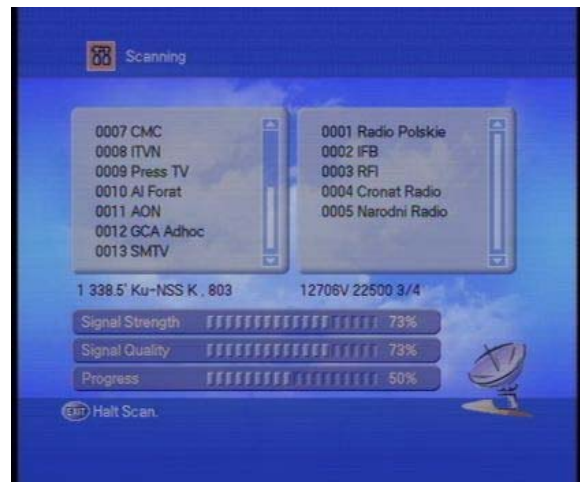 Scanning
0007 CMC
0008 ITVN
0009 Press TV
0010 Al Forat
0011 AON
0012 GCA Adhoc
0013 SMTV
0001 Radio Polskie
0002 IFB
0003 RFI
0004 Cronat Radio
0005 Narodni Radio
1 338.5' Ku-NSS K , 803 12706V 22500 3/4
Signal Strength 73%
Signal Quality 73%
Progress 50%
EXIT Halt Scan.